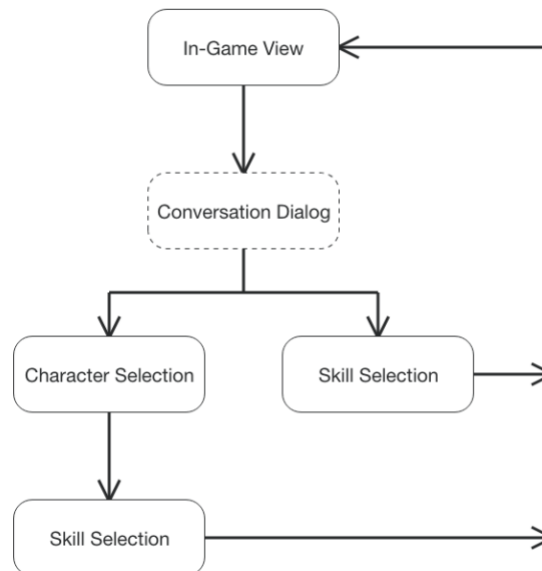 In-Game View
Conversation Dialog
Character Selection
Skill Selection
Skill Selection